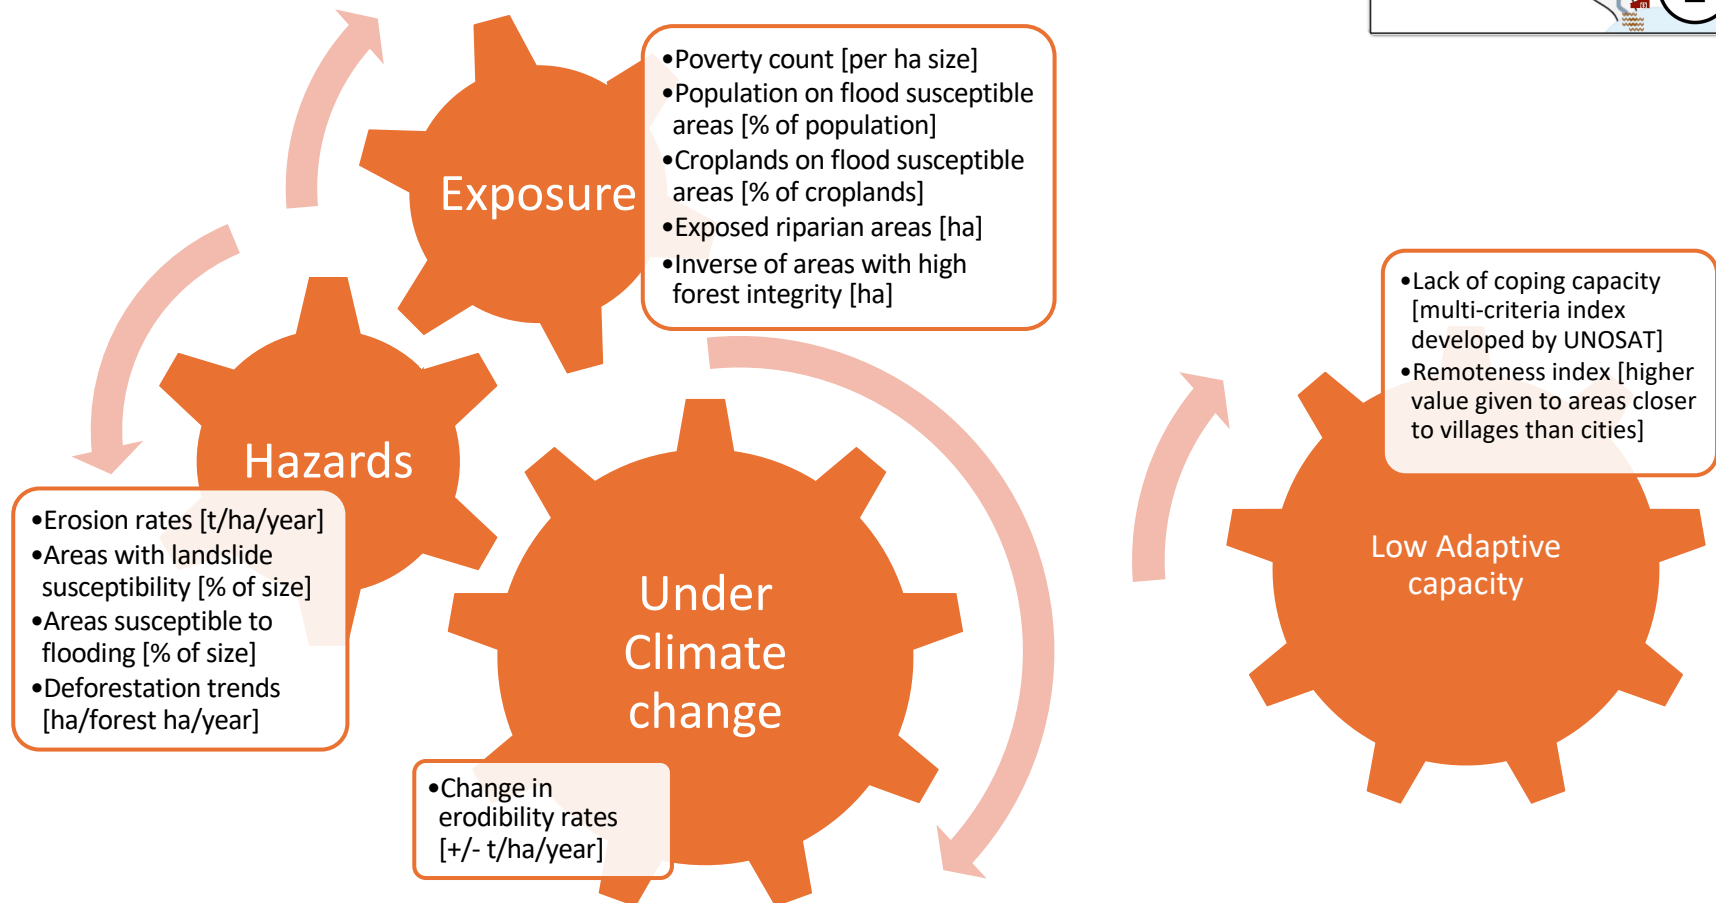 Exposure
•Poverty count [per ha size]
•Population on flood susceptible
areas [% of population]
•Croplands on flood susceptible
areas [% of croplands]
•Exposed riparian areas [ha]
•Inverse of areas with high
forest integrity [ha]
Hazards
•Erosion rates [t/ha/year]
•Areas with landslide
susceptibility [% of size]
•Areas susceptible to
flooding [% of size]
•Deforestation trends
[ha/forest ha/year]
Under
Climate
change
•Change in
erodibility rates
[+/- t/ha/year]
•Lack of coping capacity
[multi-criteria index
developed by UNOSAT]
•Remoteness index [higher
value given to areas closer
to villages than cities]
Low Adaptive
capacity